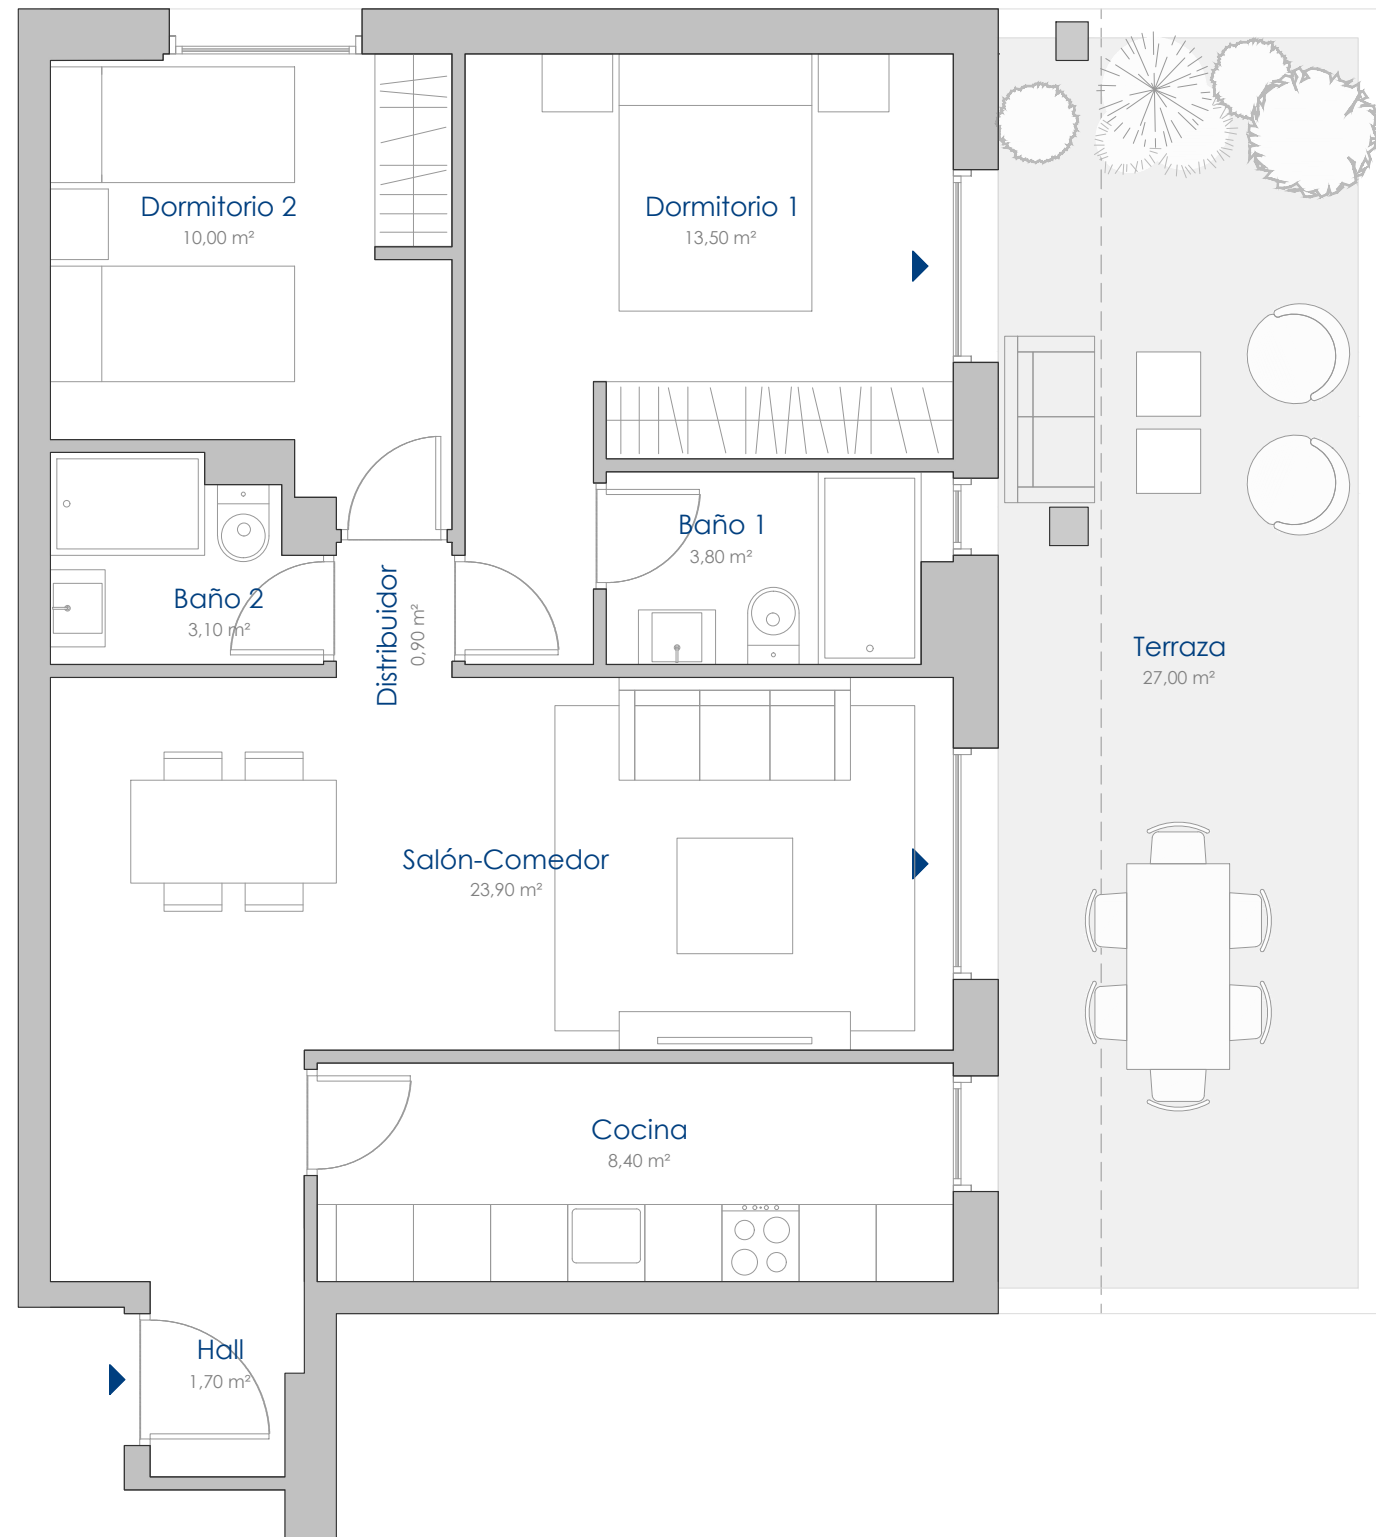 Dormitorio 2
10,00 m²
Dormitorio 1
13,50 m²
Baño 1
3,80 m²
Baño 2
3,10 m²
Distribuidor
0,90 m²
Terraza
27,00 m²
Salón-Comedor
23,90 m²
Cocina
8,40 m²
Hall
1,70 m²